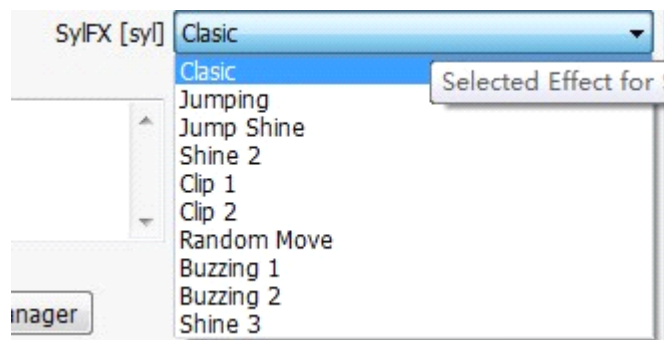 SylFX [syl] Clasic
Clasic
Selected Effect for
Jumping
Jump Shine
Shine 2
Clip 1
Clip 2
Random Move
Buzzing 1
Buzzing 2
Shine 3